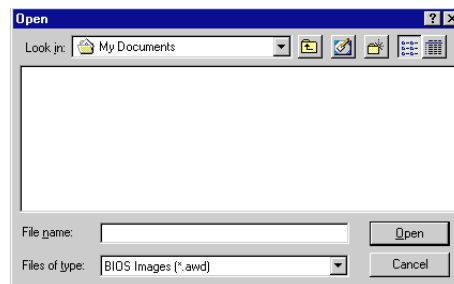 Open
Look in: My Documents
File name: Open
Files of type: BIOS Images (*.awd) Cancel